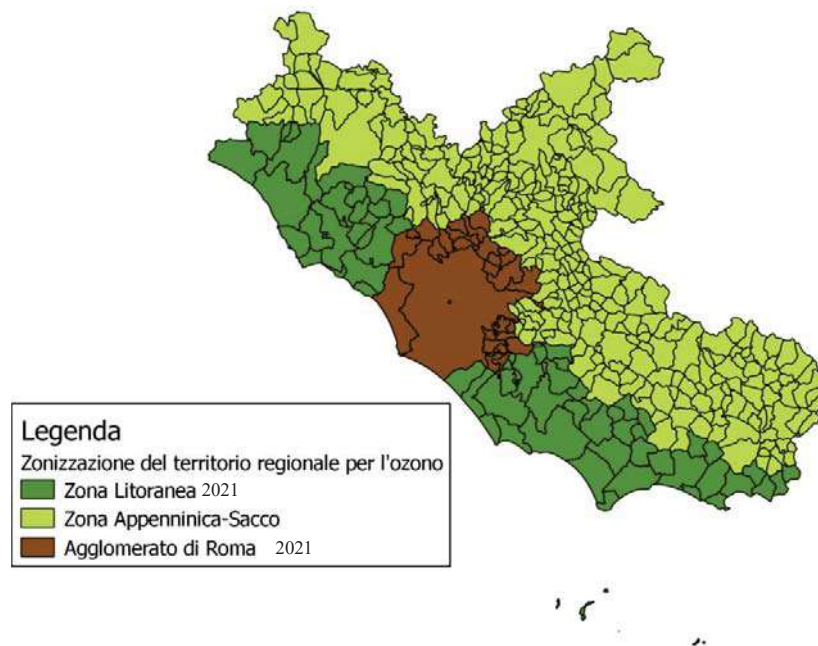 Legenda
Zonizzazione del territorio regionale per l'ozono
Zona Litoranea 2021
Zona Appenninica-Sacco
Agglomerato di Roma 2021